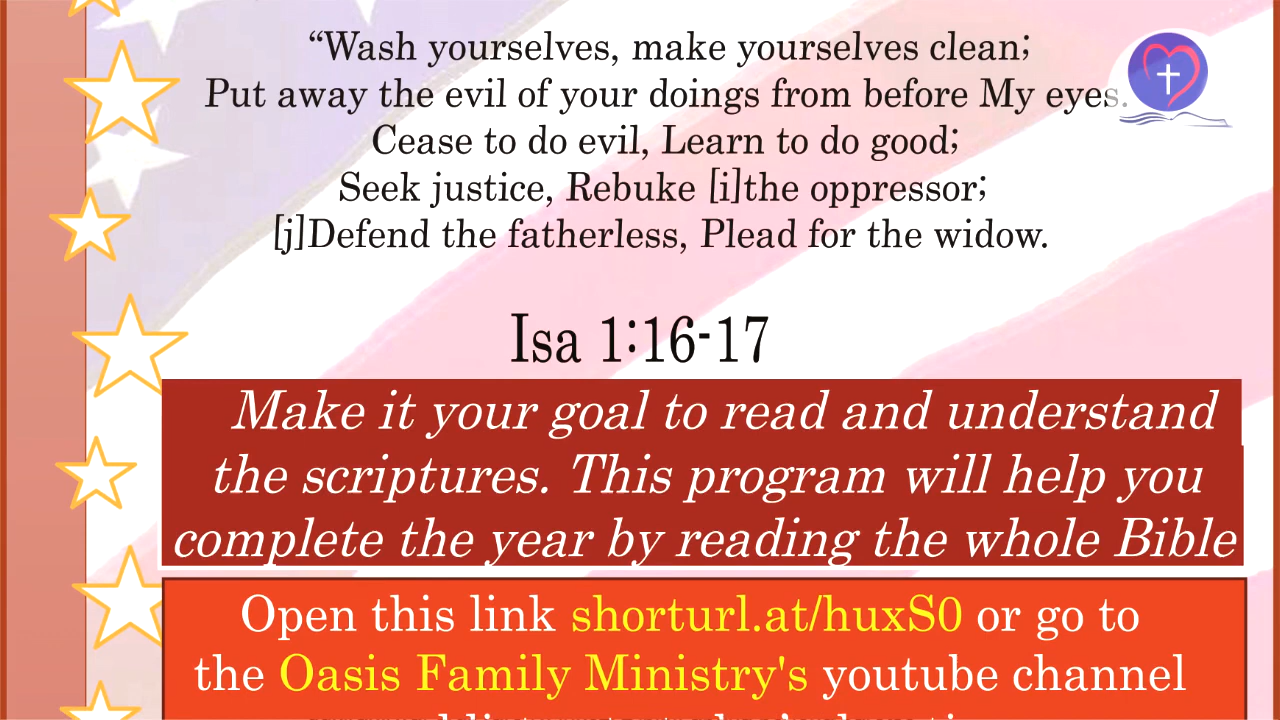 “Wash yourselves, make yourselves clean;
Put away the evil of your doings from before My eyes.
Cease to do evil, Learn to do good;
Seek justice, Rebuke [i]the oppressor;
[j]Defend the fatherless, Plead for the widow.
Isa 1:16-17
Make it your goal to read and understand
the scriptures. This program will help you
complete the year by reading the whole Bible
Open this link shorturl.at/huxS0 or go to
the Oasis Family Ministry's youtube channel